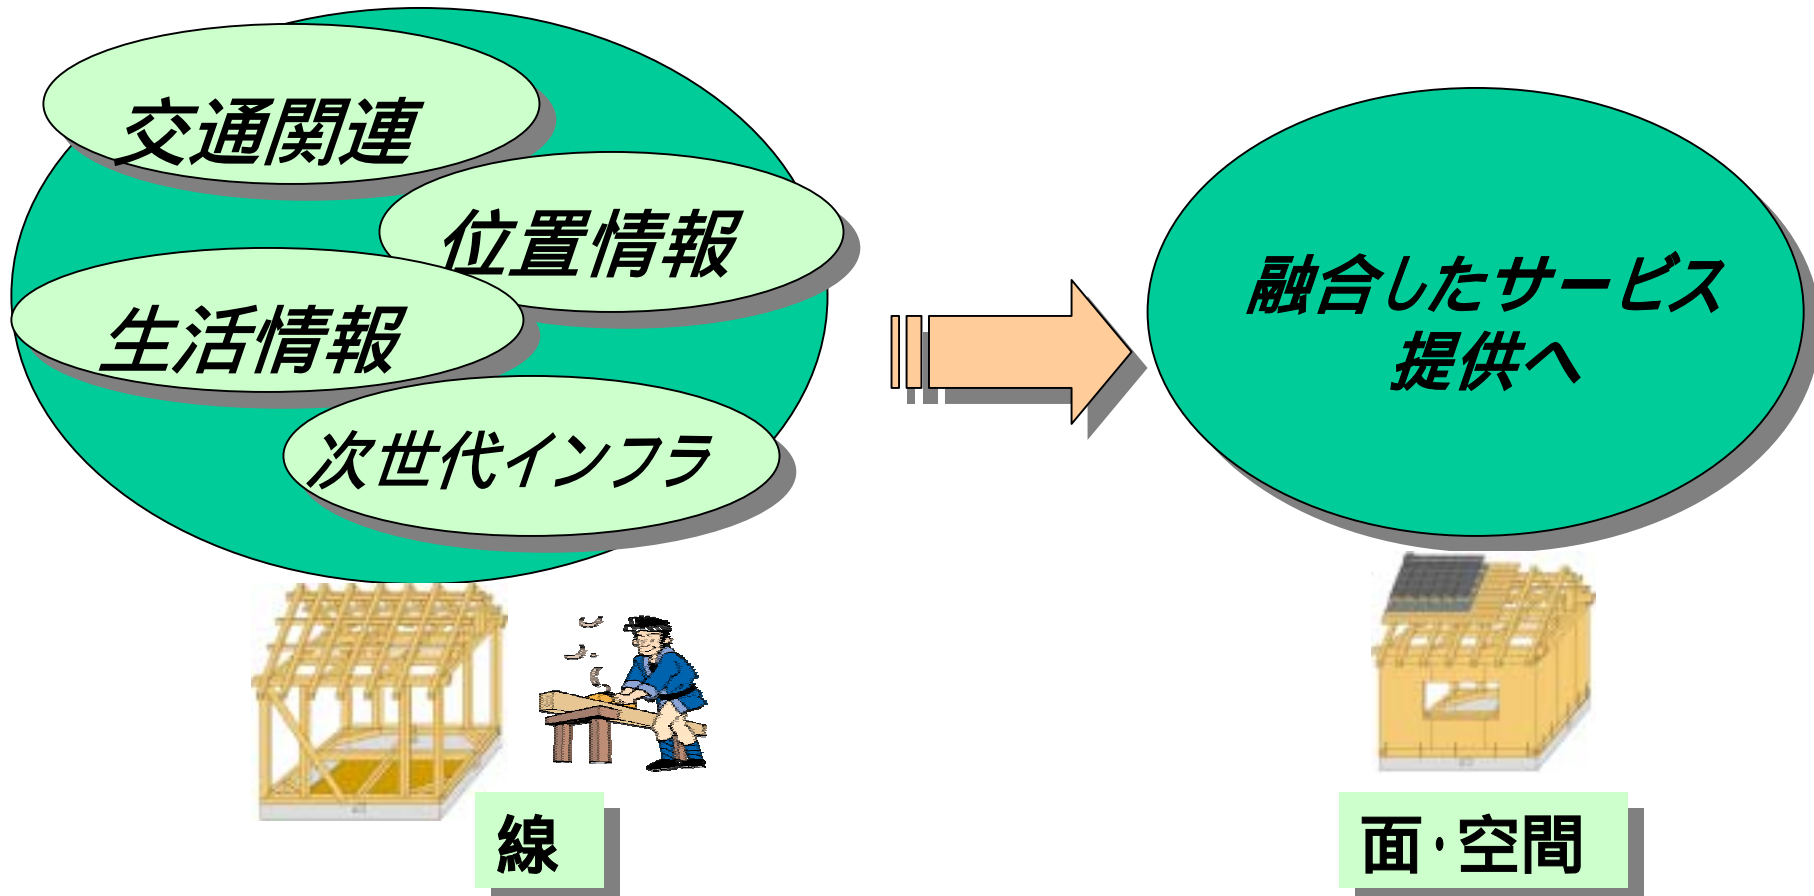 交通関連
位置情報
生活情報
次世代インフラ
融合したサービス
提供へ
線
面・空間